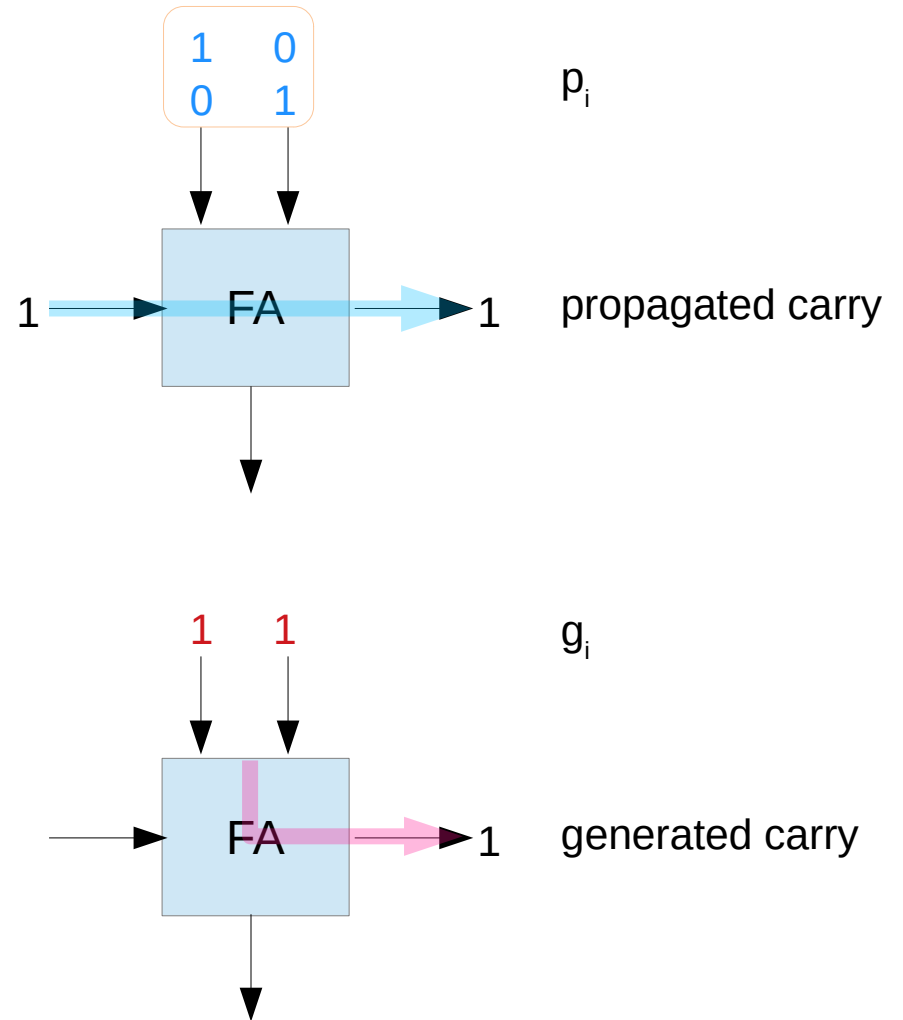 1 0
0 1
p_i
1 FA 1 propagated carry
1 1
g_i
FA 1 generated carry